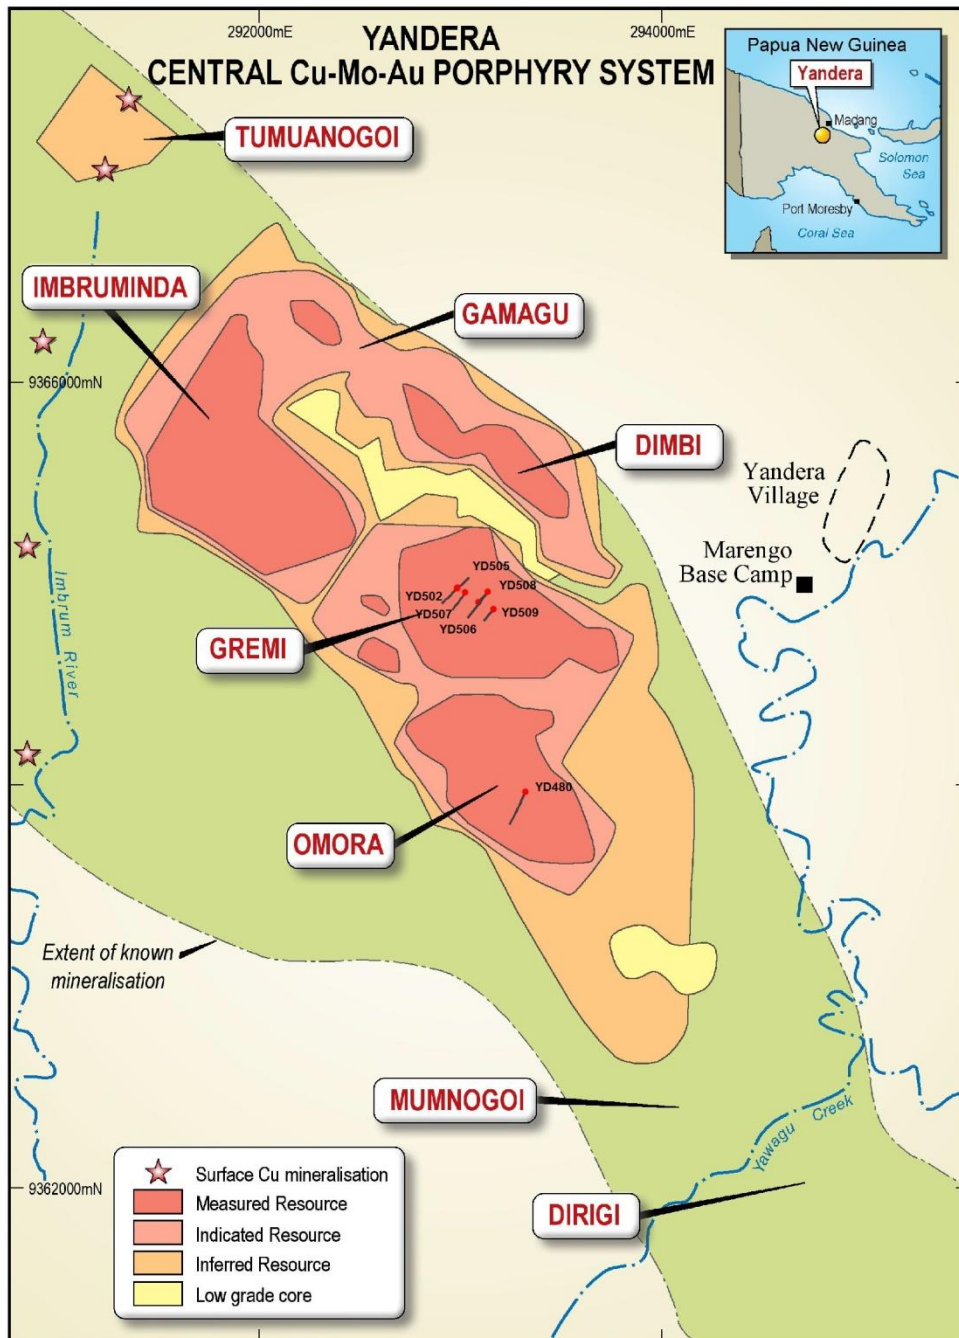 292000mE
294000mE
YANDERA
CENTRAL Cu-Mo-Au PORPHYRY SYSTEM
Papua New Guinea
Yandera
Madang
Solomon
Sea
Port Moresby
Coral Sea
TUMUANOGOI
IMBRUMINDA
GAMAGU
9366000mN
DIMBI
Yandera
Village
Marengo
Base Camp
YD505
YD502
YD508
YD507
YD509
YD506
Imbrum River
GREMI
YD480
OMORA
Extent of known
mineralisation
MUMNOGOI
Yawagu Creek
9362000mN
DIRIGI
Surface Cu mineralisation
Measured Resource
Indicated Resource
Inferred Resource
Low grade core